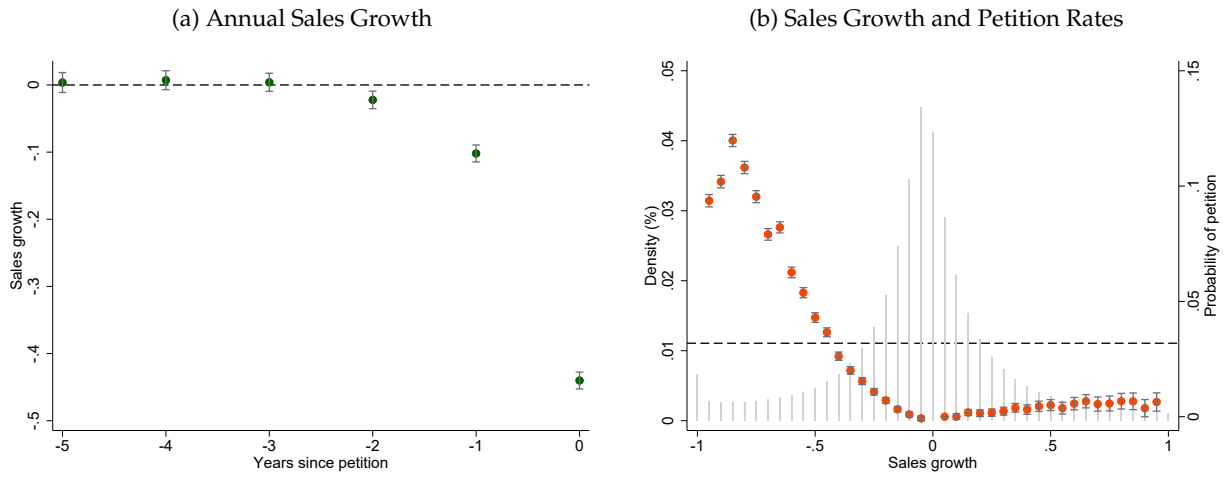 (a) Annual Sales Growth
Sales growth
0
-.1
-.2
-.3
-.4
-.5
-5 -4 -3 -2 -1 0
Years since petition
(b) Sales Growth and Petition Rates
Density (%)
.05
.04
.03
.02
.01
0
Probability of petition
.15
.1
.05
0
-1 -.5 0 .5 1
Sales growth